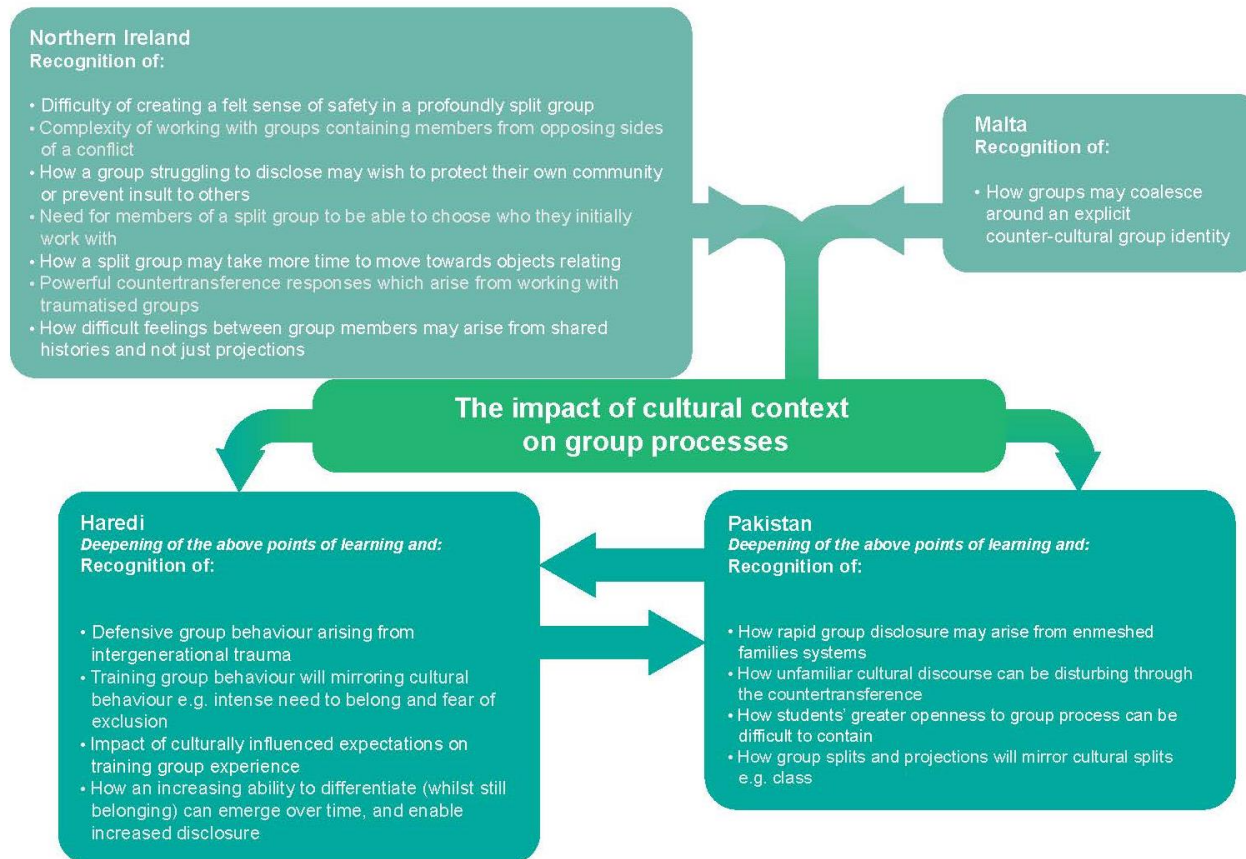 Northern Ireland
Recognition of:
• Difficulty of creating a felt sense of safety in a profoundly split group
• Complexity of working with groups containing members from opposing sides
of a conflict
• How a group struggling to disclose may wish to protect their own community
or prevent insult to others
• Need for members of a split group to be able to choose who they initially
work with
• How a split group may take more time to move towards objects relating
• Powerful countertransference responses which arise from working with
traumatised groups
• How difficult feelings between group members may arise from shared
histories and not just projections
Malta
Recognition of:
• How groups may coalesce
around an explicit
counter-cultural group identity
The impact of cultural context
on group processes
Haredi
Deepening of the above points of learning and:
Recognition of:
• Defensive group behaviour arising from
intergenerational trauma
• Training group behaviour will mirroring cultural
behaviour e.g. intense need to belong and fear of
exclusion
• Impact of culturally influenced expectations on
training group experience
• How an increasing ability to differentiate (whilst still
belonging) can emerge over time, and enable
increased disclosure
Pakistan
Deepening of the above points of learning and:
Recognition of:
• How rapid group disclosure may arise from enmeshed
families systems
• How unfamiliar cultural discourse can be disturbing through
the countertransference
• How students' greater openness to group process can be
difficult to contain
• How group splits and projections will mirror cultural splits
e.g. class